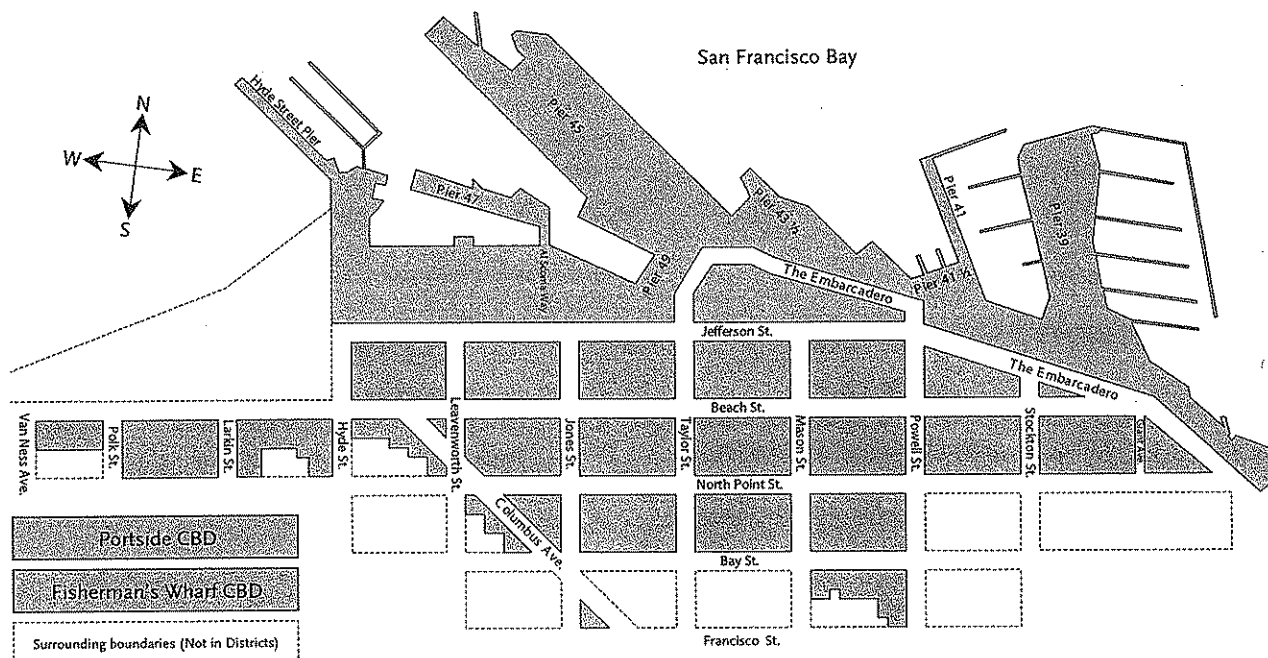 San Francisco Bay
N
W
E
S
Hyde Street Pier
Pier 45
Pier 47
Al Scoma Way
Pier 49
Pier 43 ½
Pier 41
Pier 39
Pier 41 ½
The Embarcadero
Jefferson St.
The Embarcadero
Beach St.
Van Ness Ave.
Polk St.
Larkin St.
Hyde St.
Leavenworth St.
Jones St.
Taylor St.
Mason St.
Powell St.
Stockton St.
Grant Ave.
North Point St.
Columbus Ave.
Bay St.
Francisco St.
Portside CBD
Fisherman's Wharf CBD
Surrounding boundaries (Not in Districts)